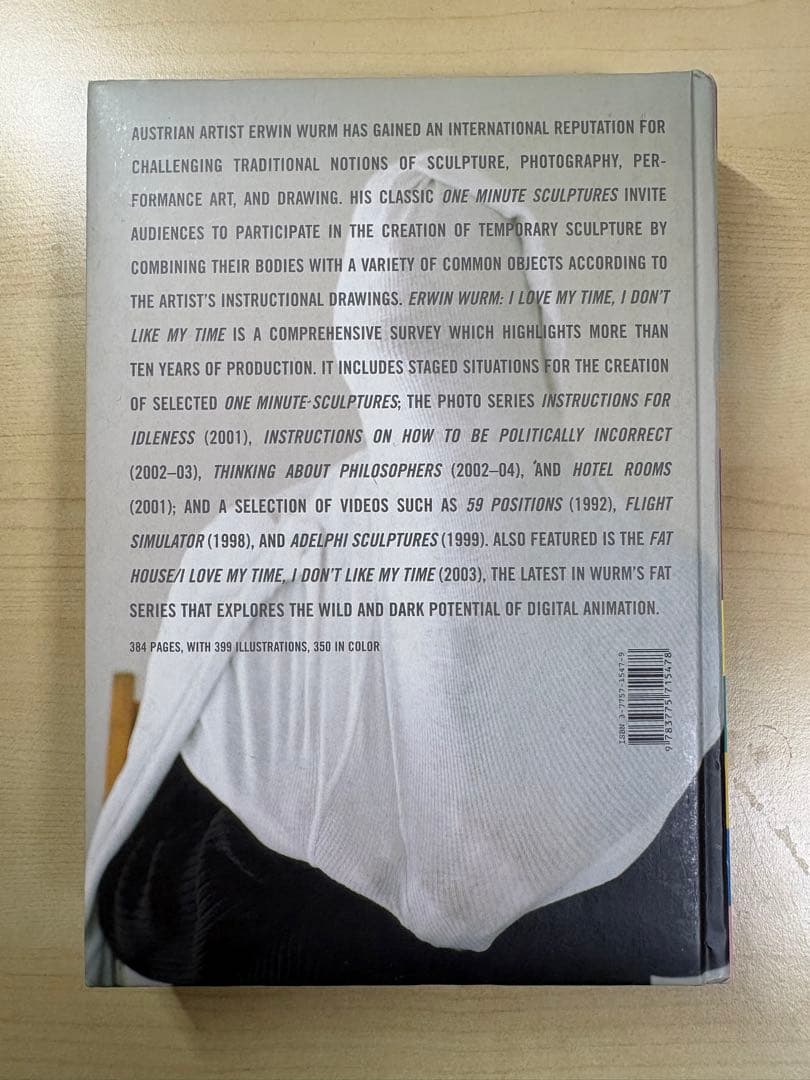 AUSTRIAN ARTIST ERWIN WURM HAS GAINED AN INTERNATIONAL REPUTATION FOR
CHALLENGING TRADITIONAL NOTIONS OF SCULPTURE, PHOTOGRAPHY, PER-
FORMANCE ART, AND DRAWING. HIS CLASSIC ONE MINUTE SCULPTURES INVITE
AUDIENCES TO PARTICIPATE IN THE CREATION OF TEMPORARY SCULPTURE BY
COMBINING THEIR BODIES WITH A VARIETY OF COMMON OBJECTS ACCORDING TO
THE ARTIST'S INSTRUCTIONAL DRAWINGS. ERWIN WURM: I LOVE MY TIME, I DON'T
LIKE MY TIME IS A COMPREHENSIVE SURVEY WHICH HIGHLIGHTS MORE THAN
TEN YEARS OF PRODUCTION. IT INCLUDES STAGED SITUATIONS FOR THE CREATION
OF SELECTED ONE MINUTE-SCULPTURES; THE PHOTO SERIES INSTRUCTIONS FOR
IDLENESS (2001), INSTRUCTIONS ON HOW TO BE POLITICALLY INCORRECT
(2002–03), THINKING ABOUT PHILOSOPHERS (2002–04), AND HOTEL ROOMS
(2001); AND A SELECTION OF VIDEOS SUCH AS 59 POSITIONS (1992), FLIGHT
SIMULATOR (1998), AND ADELPHI SCULPTURES (1999). ALSO FEATURED IS THE FAT
HOUSE/I LOVE MY TIME, I DON'T LIKE MY TIME (2003), THE LATEST IN WURM'S FAT
SERIES THAT EXPLORES THE WILD AND DARK POTENTIAL OF DIGITAL ANIMATION.
384 PAGES, WITH 399 ILLUSTRATIONS, 350 IN COLOR
ISBN 3-7757-1547-9
9 783775 715478